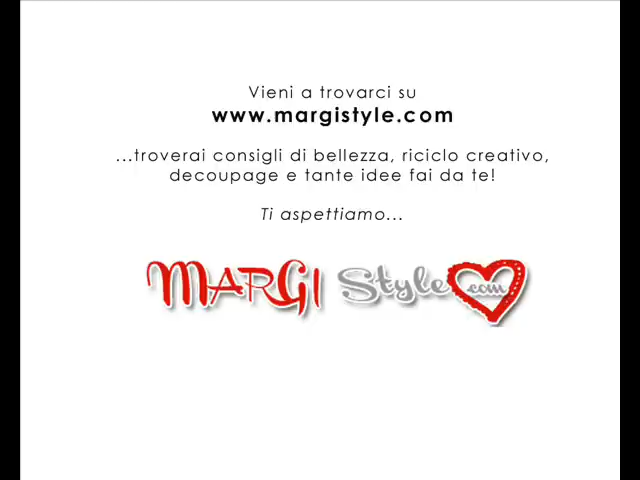 Vieni a trovarci su
www.margistyle.com
...troverai consigli di bellezza, riciclo creativo,
decoupage e tante idee fai da te!
Ti aspettiamo...
MARGI Style .com